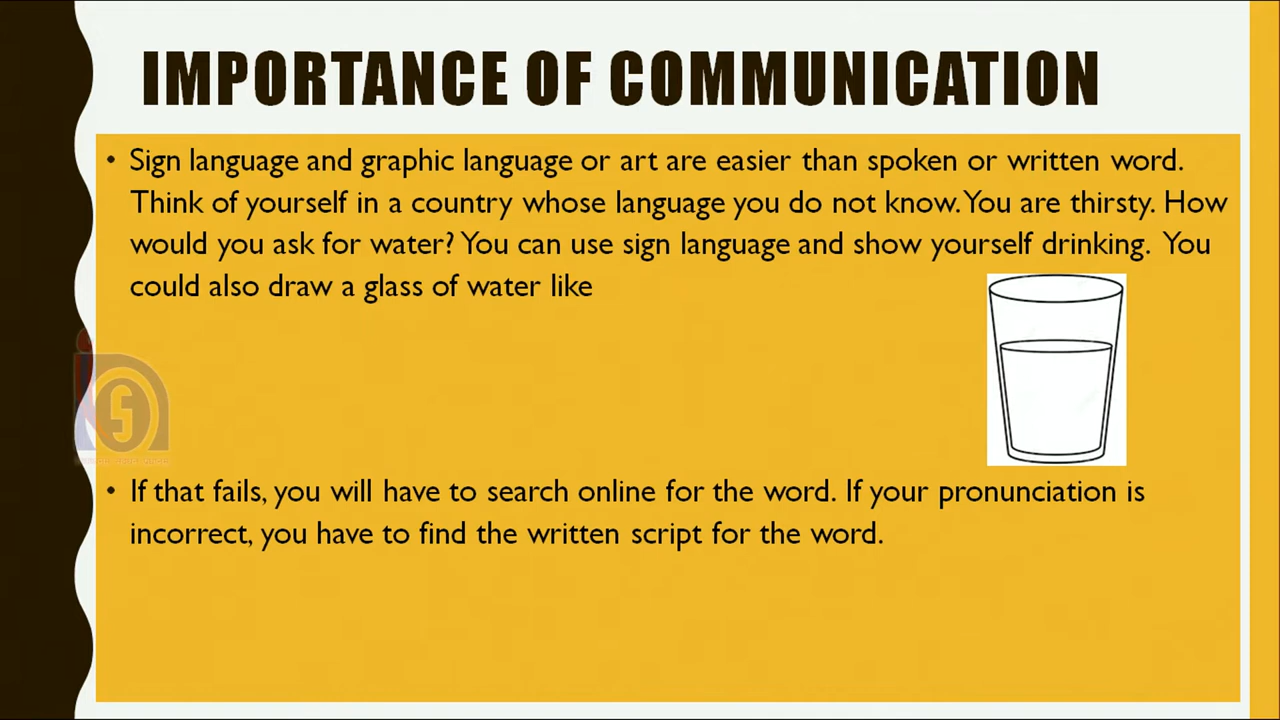 IMPORTANCE OF COMMUNICATION
• Sign language and graphic language or art are easier than spoken or written word.
Think of yourself in a country whose language you do not know. You are thirsty. How
would you ask for water? You can use sign language and show yourself drinking. You
could also draw a glass of water like
• If that fails, you will have to search online for the word. If your pronunciation is
incorrect, you have to find the written script for the word.